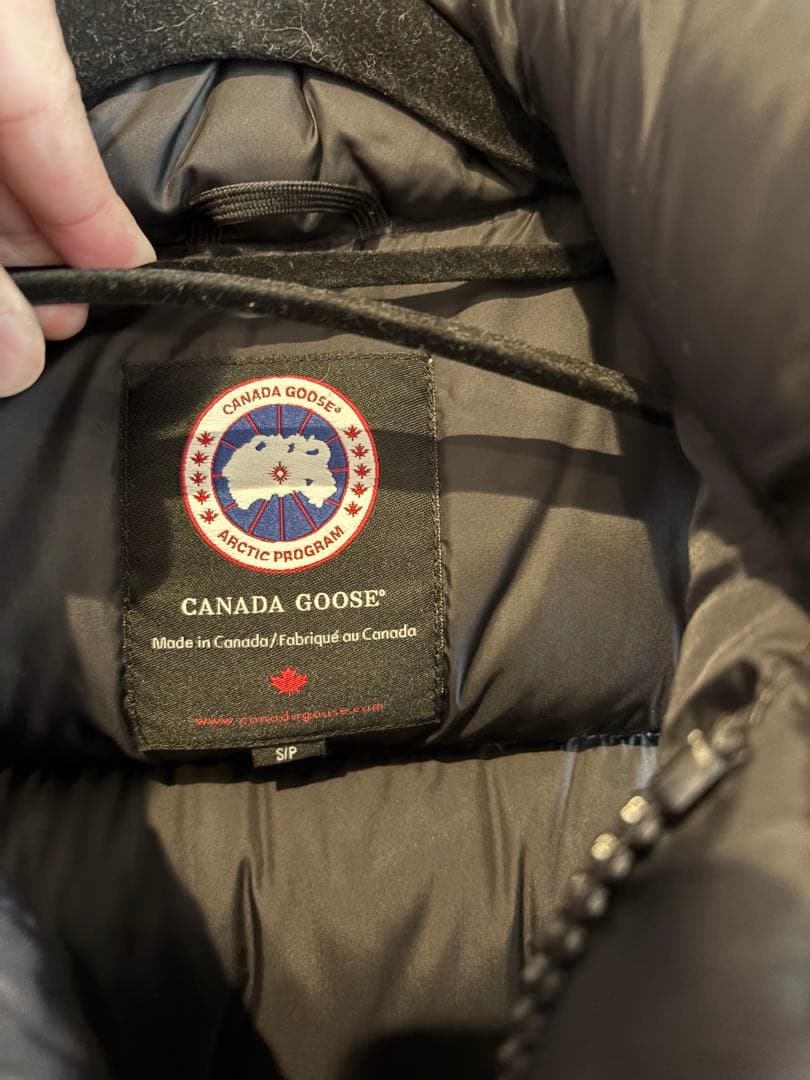 CANADA GOOSE®
ARCTIC PROGRAM
CANADA GOOSE®
Made in Canada/Fabriqué au Canada
www.canadagoose.com
S/P